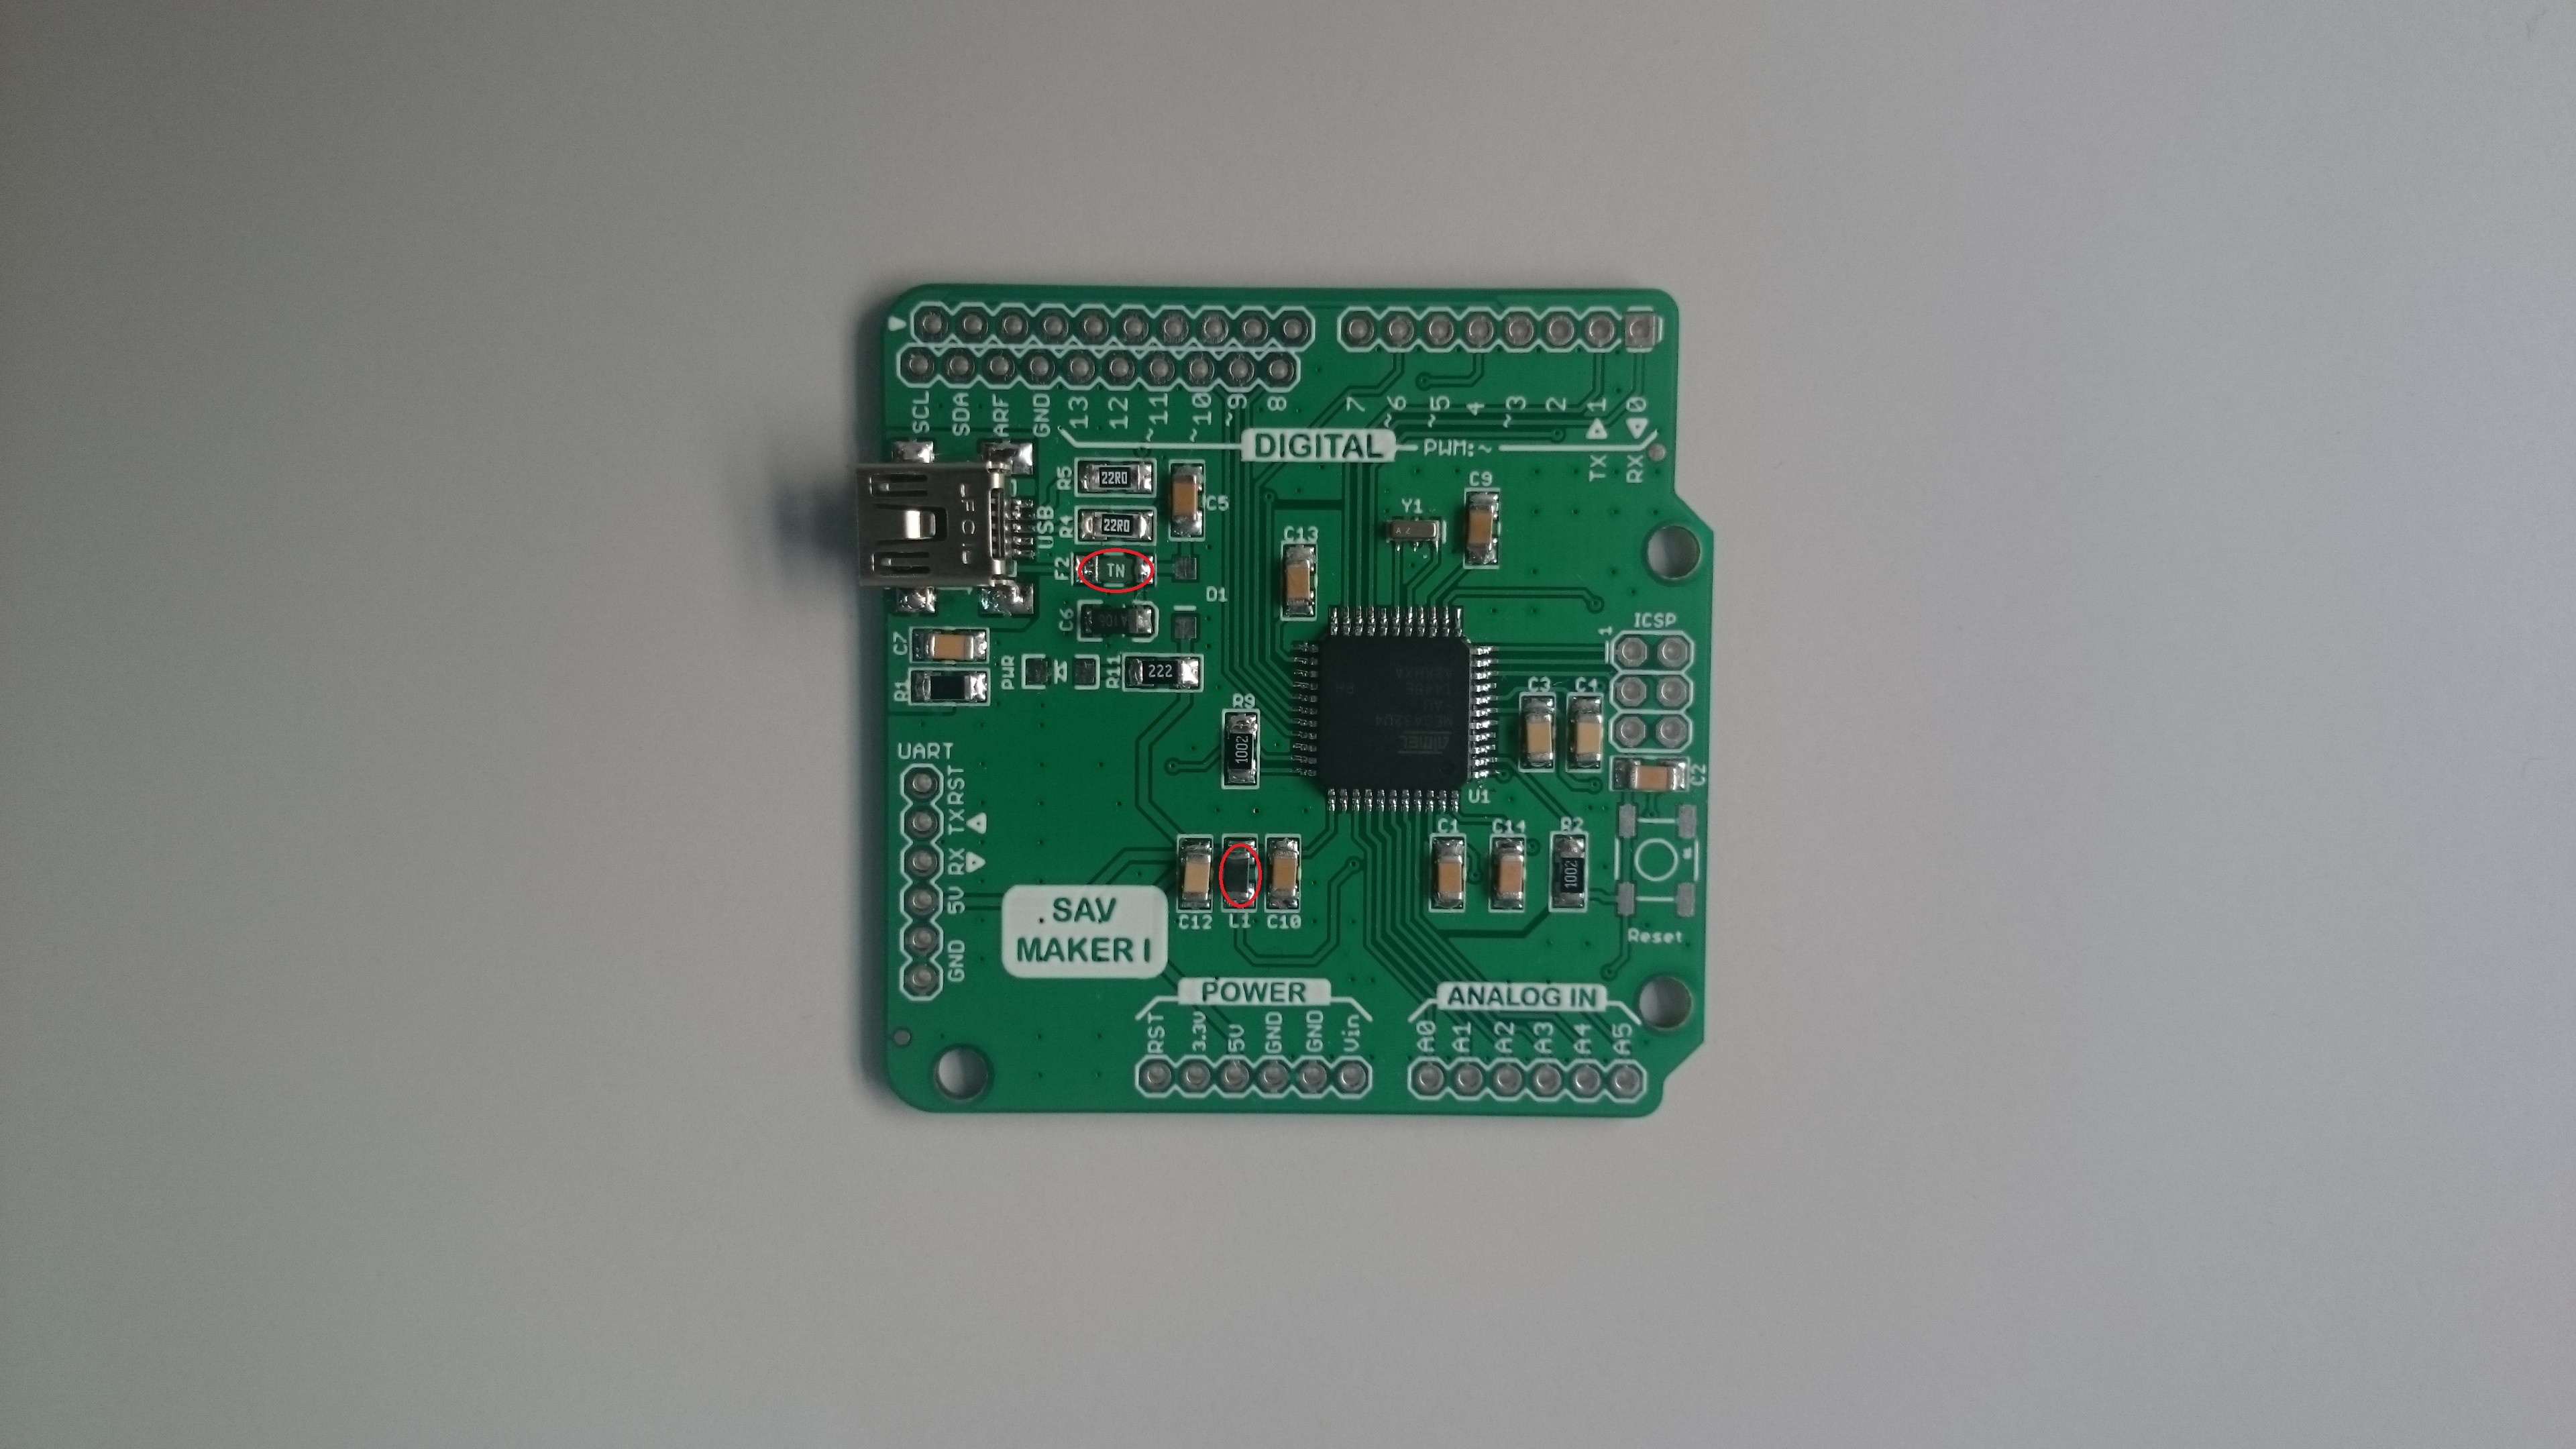 SCL
SDA
ARF
GND
13
12
~11
~10
~9
8
7
~6
~5
4
~3
2
1
0
DIGITAL
PWM:~
TX
RX
R5
22R0
C5
R4
22R0
USB
FCI
F2
TN
D1
C6
A106
C7
R1
PWR
R11
222
C13
Y1
C9
ICSP
1
R9
1002
ATMEL
MEGA32U4
U1
C3
C4
C2
UART
RST
TX
RX
5V
GND
C12
L1
C10
C1
C14
R2
1002
Reset
SAV
MAKER I
POWER
RST
3.3V
5V
GND
GND
Vin
ANALOG IN
A0
A1
A2
A3
A4
A5